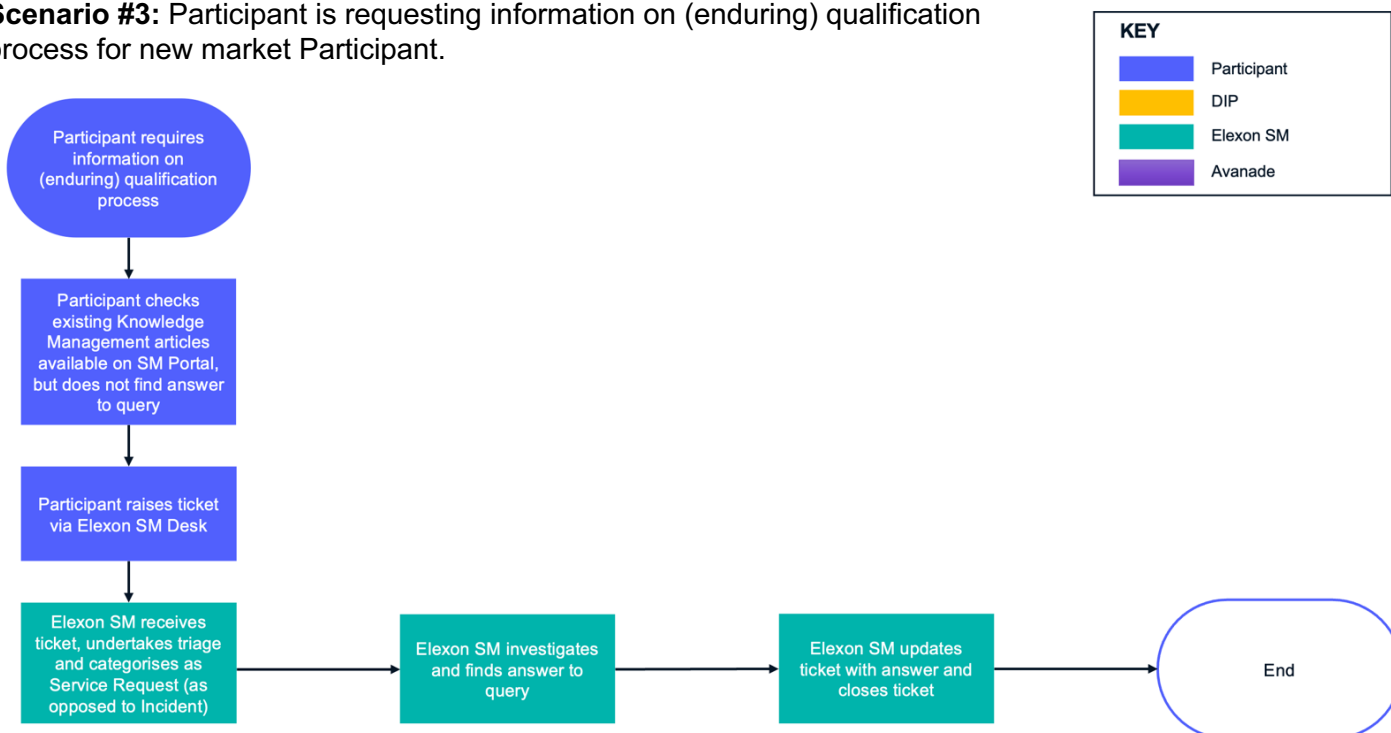 Scenario #3: Participant is requesting information on (enduring) qualification
process for new market Participant.
KEY
Participant
DIP
Elexon SM
Avanade
Participant requires
information on
(enduring) qualification
process
Participant checks
existing Knowledge
Management articles
available on SM Portal,
but does not find answer
to query
Participant raises ticket
via Elexon SM Desk
Elexon SM receives
ticket, undertakes triage
and categorises as
Service Request (as
opposed to Incident)
Elexon SM investigates
and finds answer to
query
Elexon SM updates
ticket with answer and
closes ticket
End